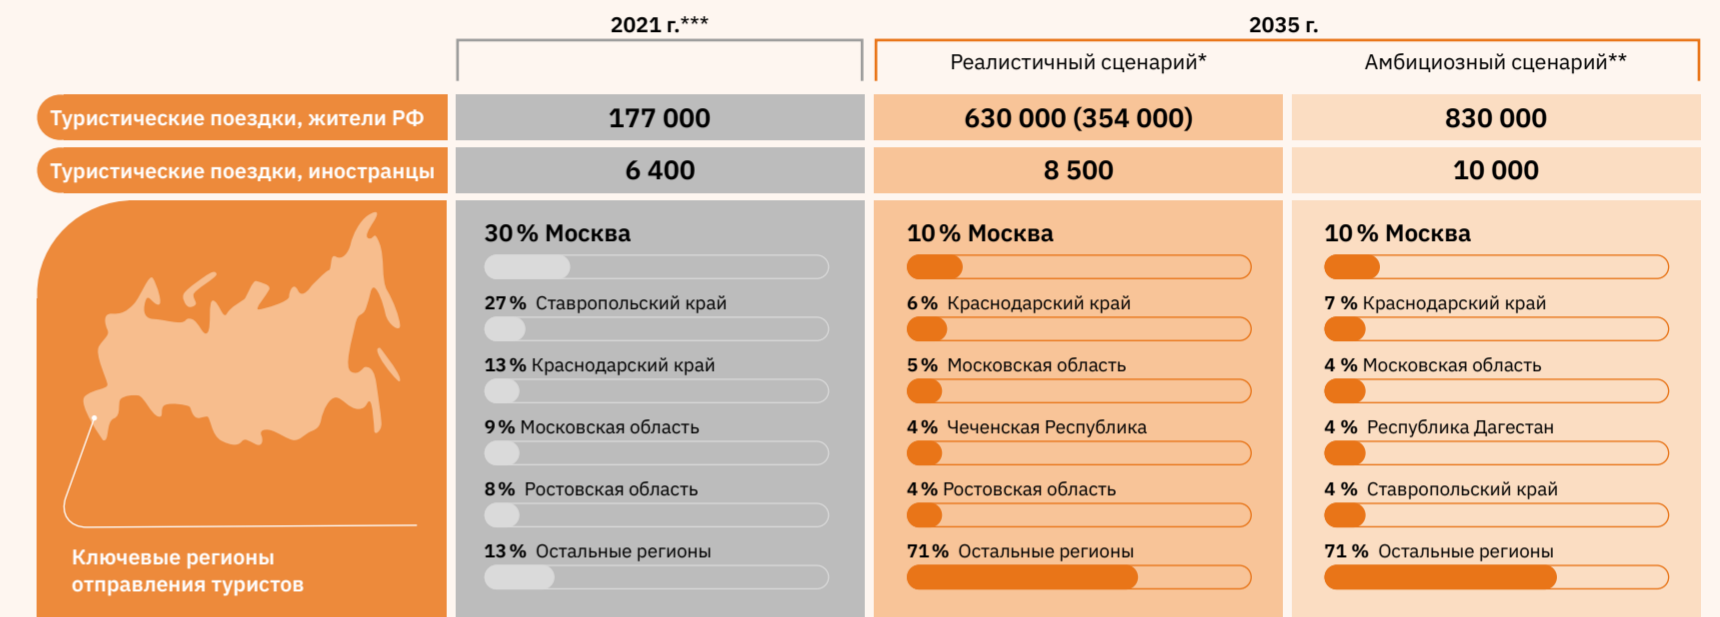 2021 г.***
2035 г.
Реалистичный сценарий*
Амбициозный сценарий**
Туристические поездки, жители РФ
177 000
630 000 (354 000)
830 000
Туристические поездки, иностранцы
6 400
8 500
10 000
Ключевые регионы
отправления туристов
30 % Москва
27 % Ставропольский край
13 % Краснодарский край
9 % Московская область
8 % Ростовская область
13 % Остальные регионы
10 % Москва
6 % Краснодарский край
5 % Московская область
4 % Чеченская Республика
4 % Ростовская область
71 % Остальные регионы
10 % Москва
7 % Краснодарский край
4 % Московская область
4 % Республика Дагестан
4 % Ставропольский край
71 % Остальные регионы